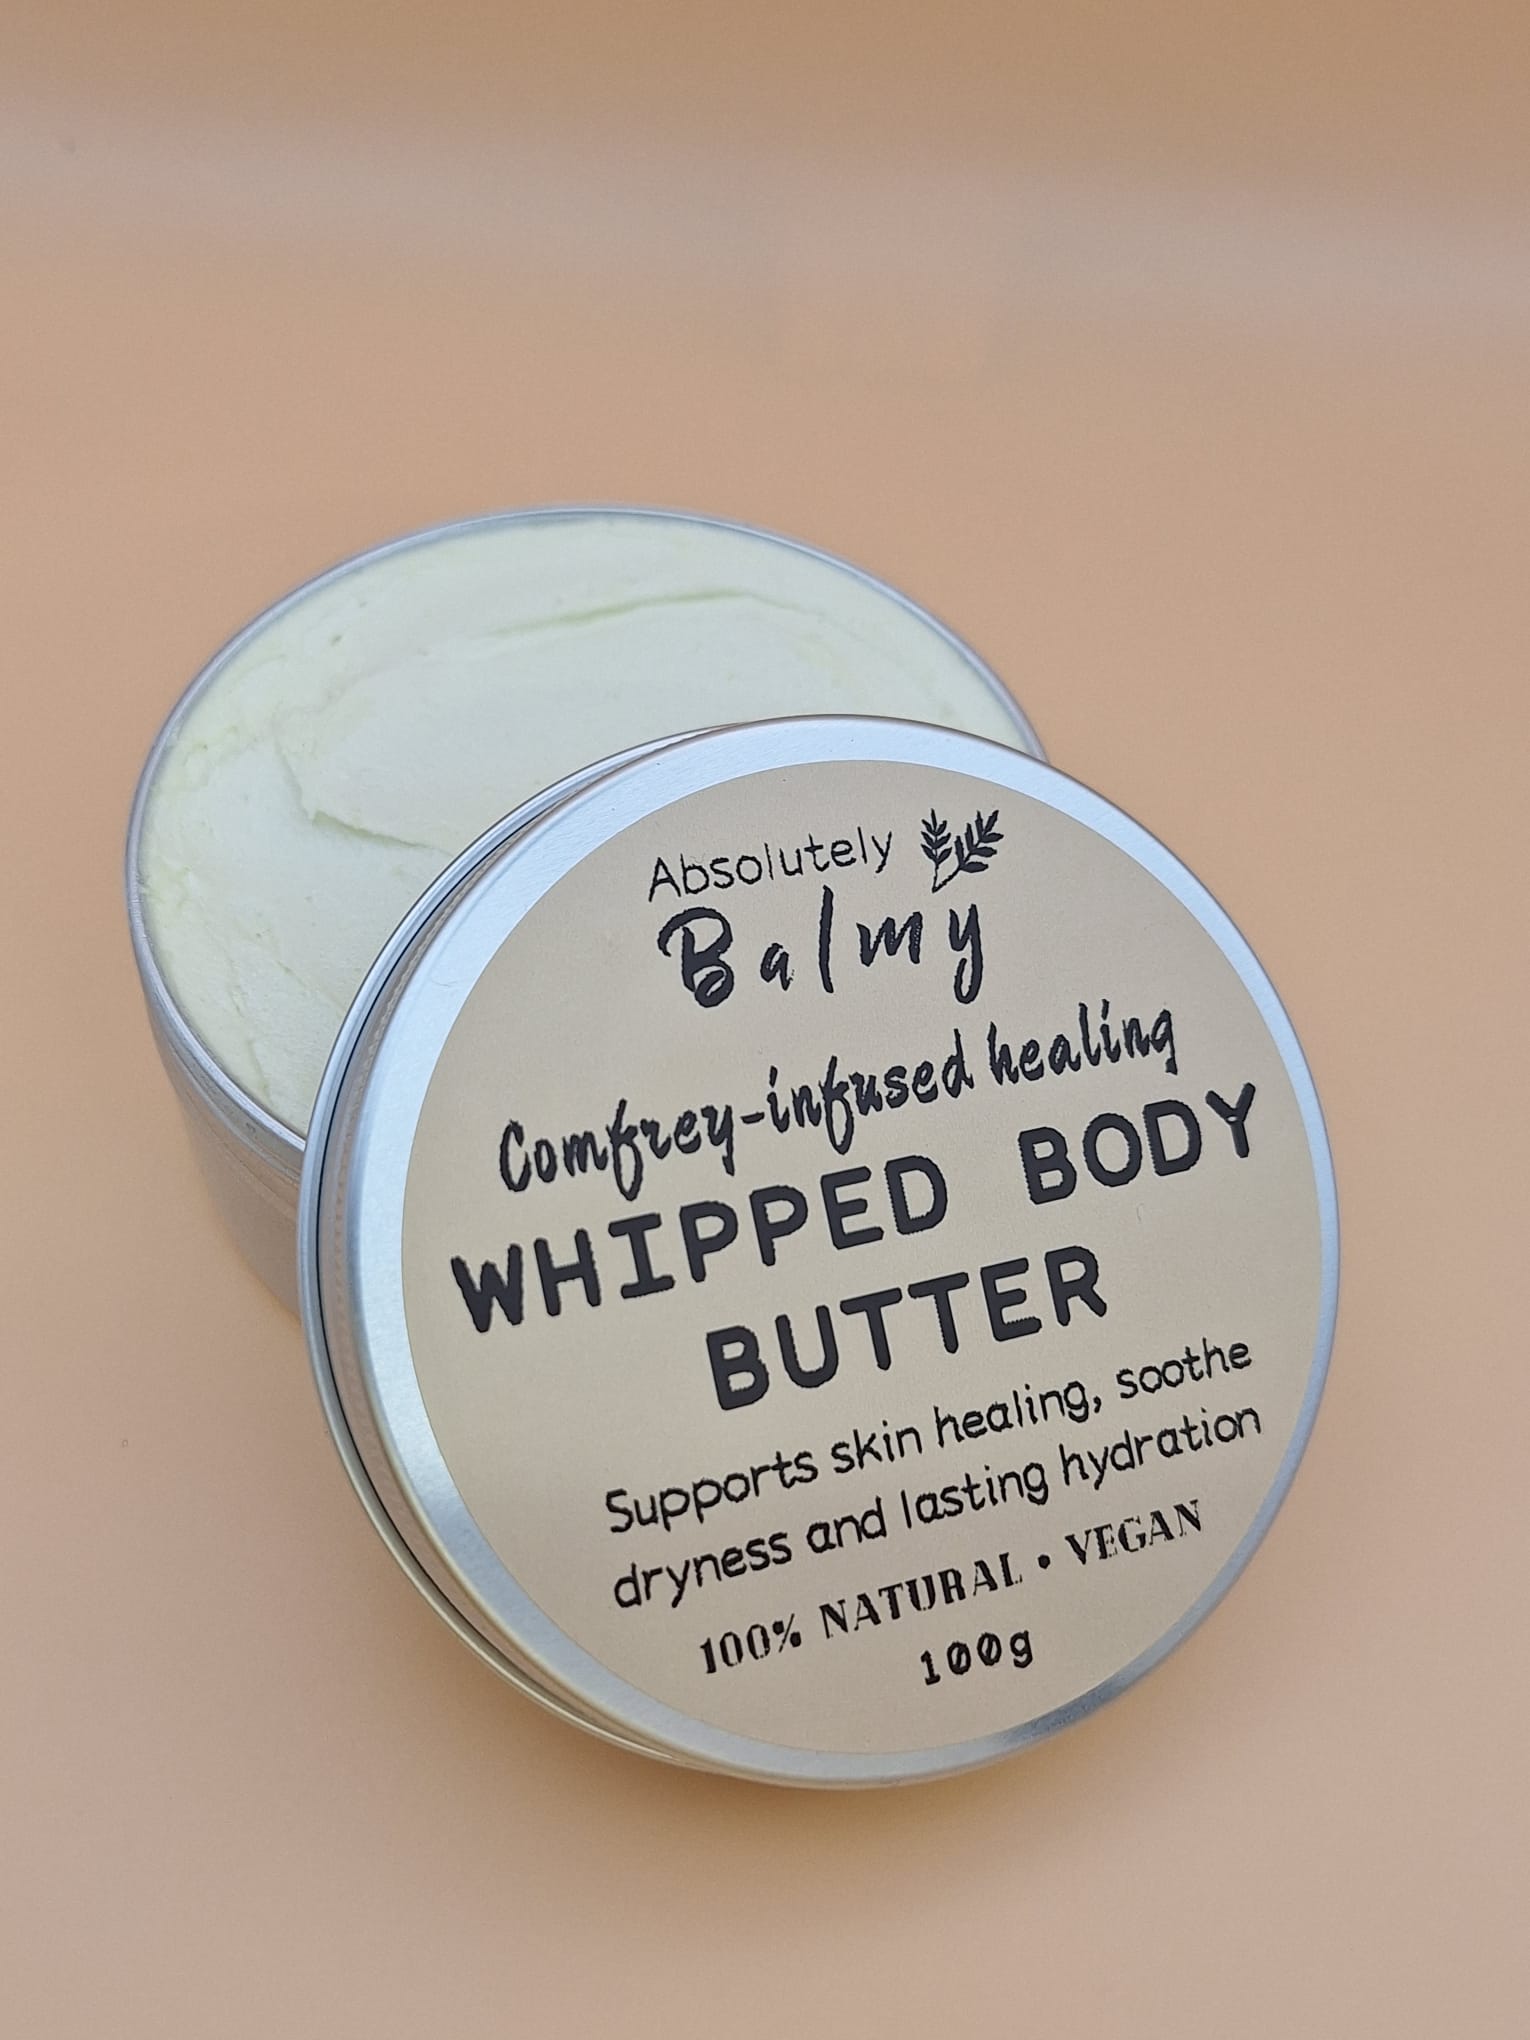 Absolutely
Balmy
Comfrey-infused healing
WHIPPED BODY
BUTTER
Supports skin healing, soothe
dryness and lasting hydration
100% NATURAL • VEGAN
100g